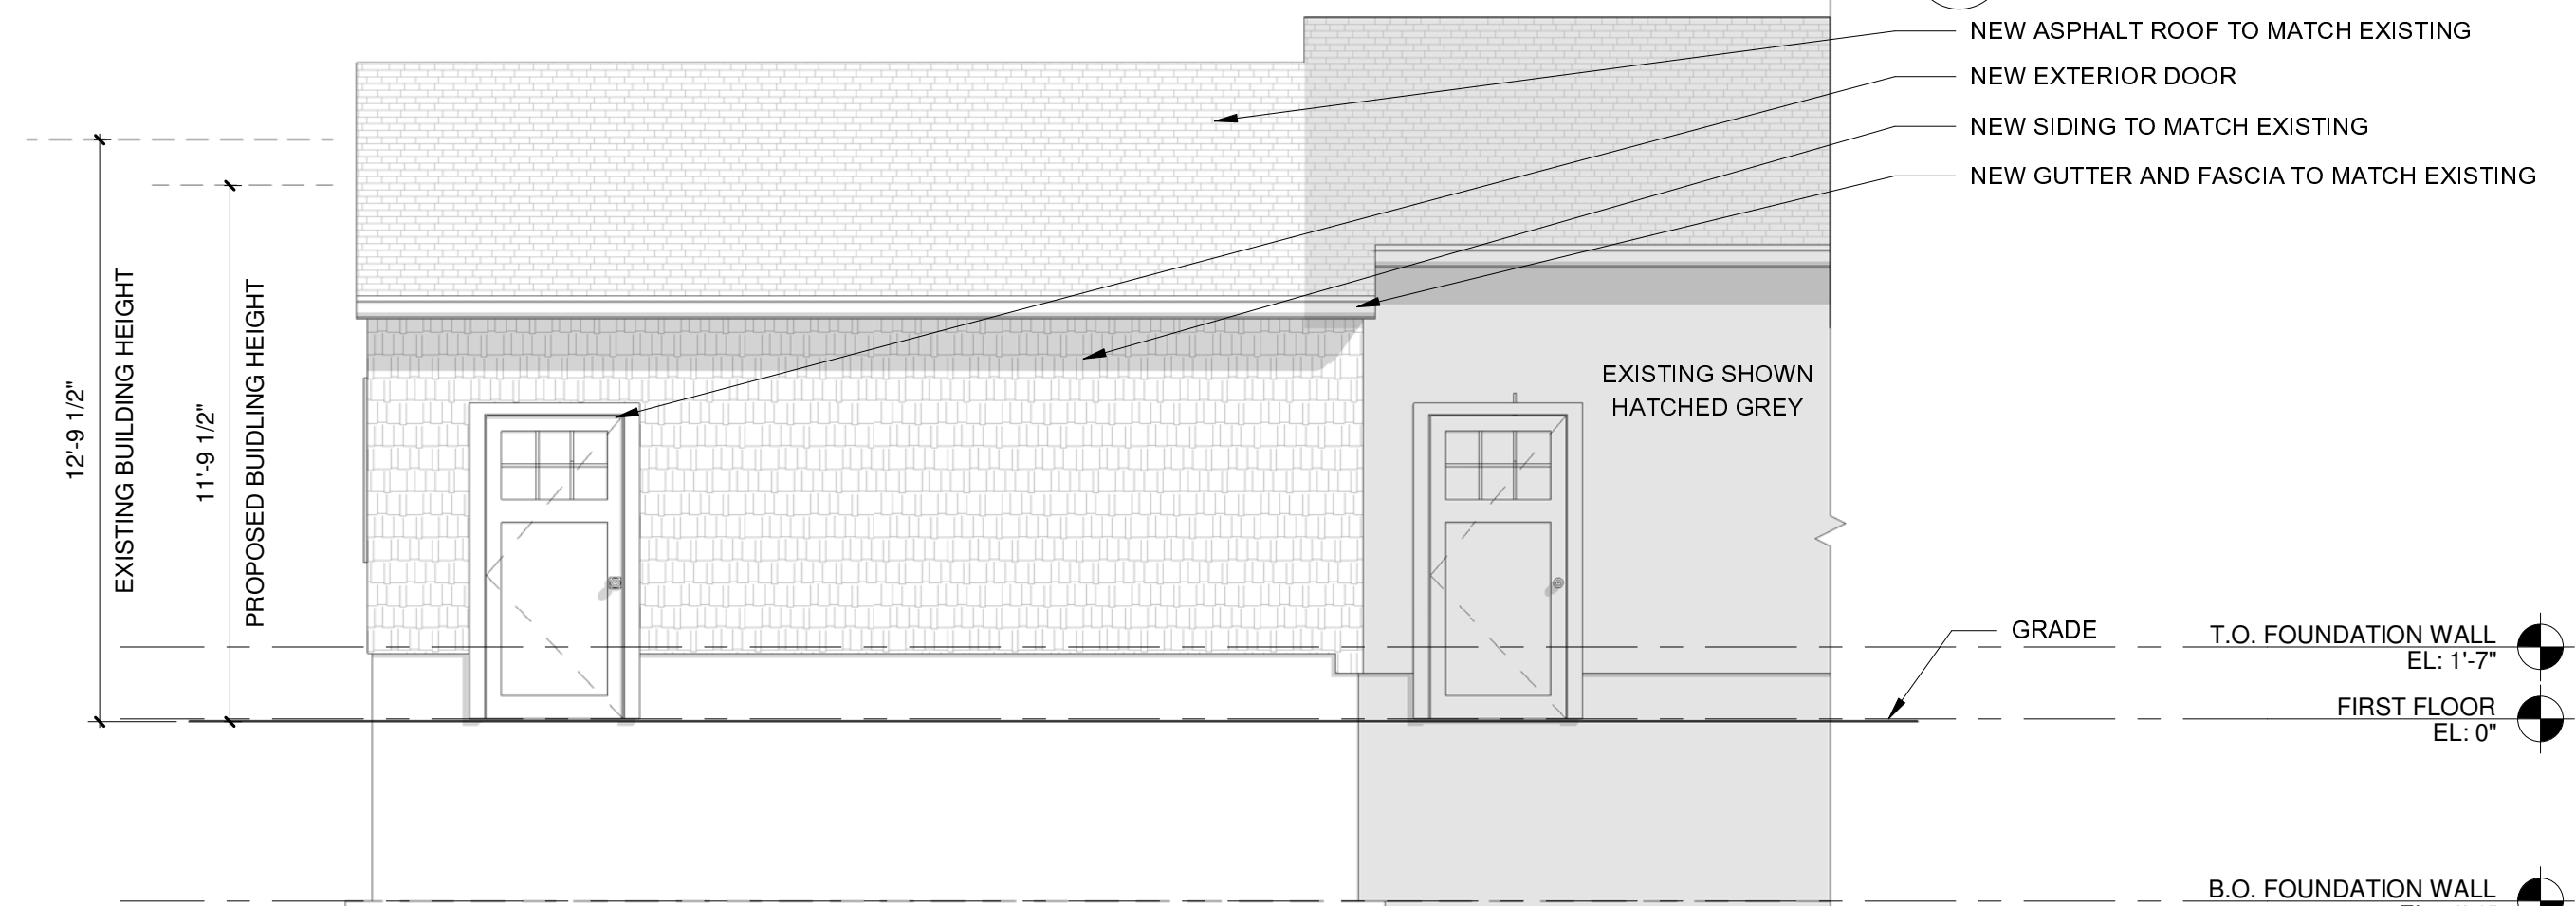 NEW ASPHALT ROOF TO MATCH EXISTING
NEW EXTERIOR DOOR
NEW SIDING TO MATCH EXISTING
NEW GUTTER AND FASCIA TO MATCH EXISTING
12'-9 1/2"
EXISTING BUILDING HEIGHT
11'-9 1/2"
PROPOSED BUIDLING HEIGHT
EXISTING SHOWN
HATCHED GREY
GRADE
T.O. FOUNDATION WALL
EL: 1'-7"
FIRST FLOOR
EL: 0"
B.O. FOUNDATION WALL